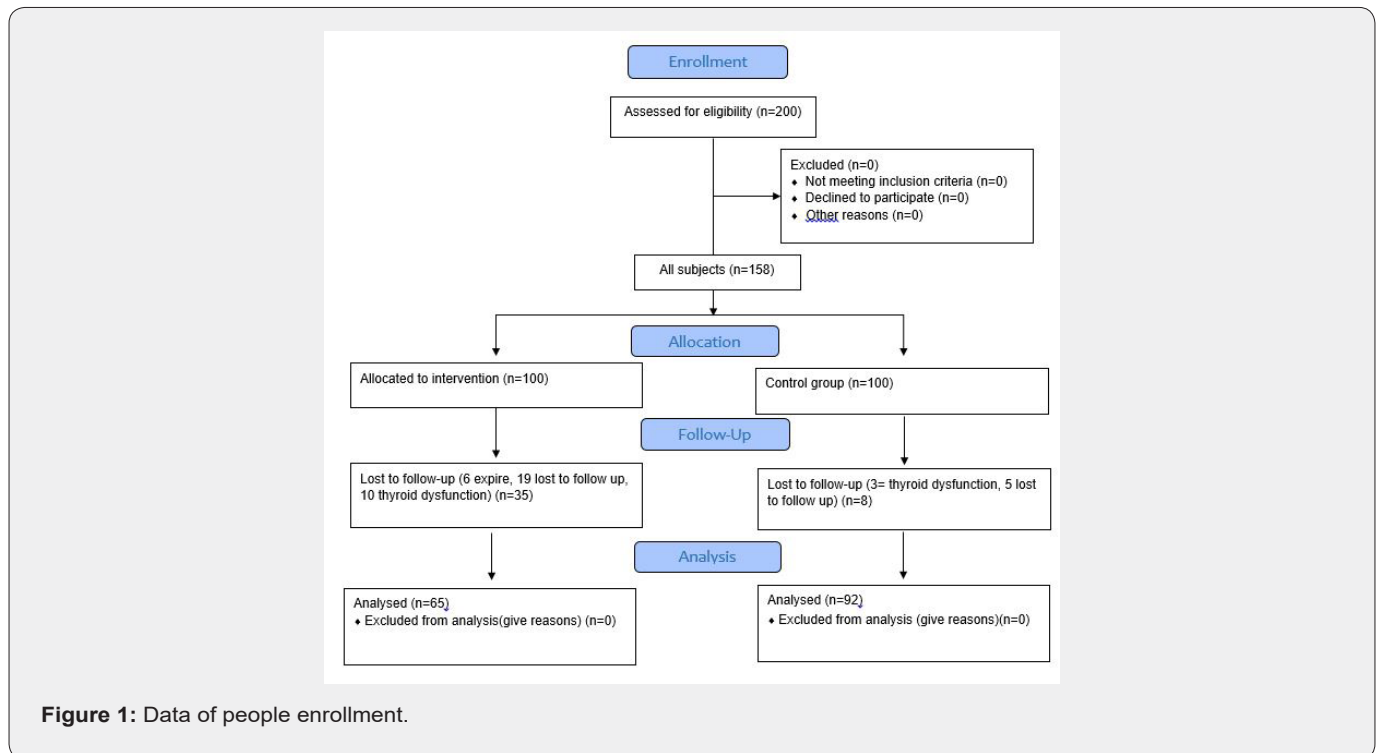 Enrollment
Assessed for eligibility (n=200)
Excluded (n=0)
♦ Not meeting inclusion criteria (n=0)
♦ Declined to participate (n=0)
♦ Other reasons (n=0)
All subjects (n=158)
Allocation
Allocated to intervention (n=100)
Control group (n=100)
Follow-Up
Lost to follow-up (6 expire, 19 lost to follow up,
10 thyroid dysfunction) (n=35)
Lost to follow-up (3= thyroid dysfunction, 5 lost
to follow up) (n=8)
Analysis
Analysed (n=65)
♦ Excluded from analysis(give reasons) (n=0)
Analysed (n=92)
♦ Excluded from analysis (give reasons)(n=0)
Figure 1: Data of people enrollment.